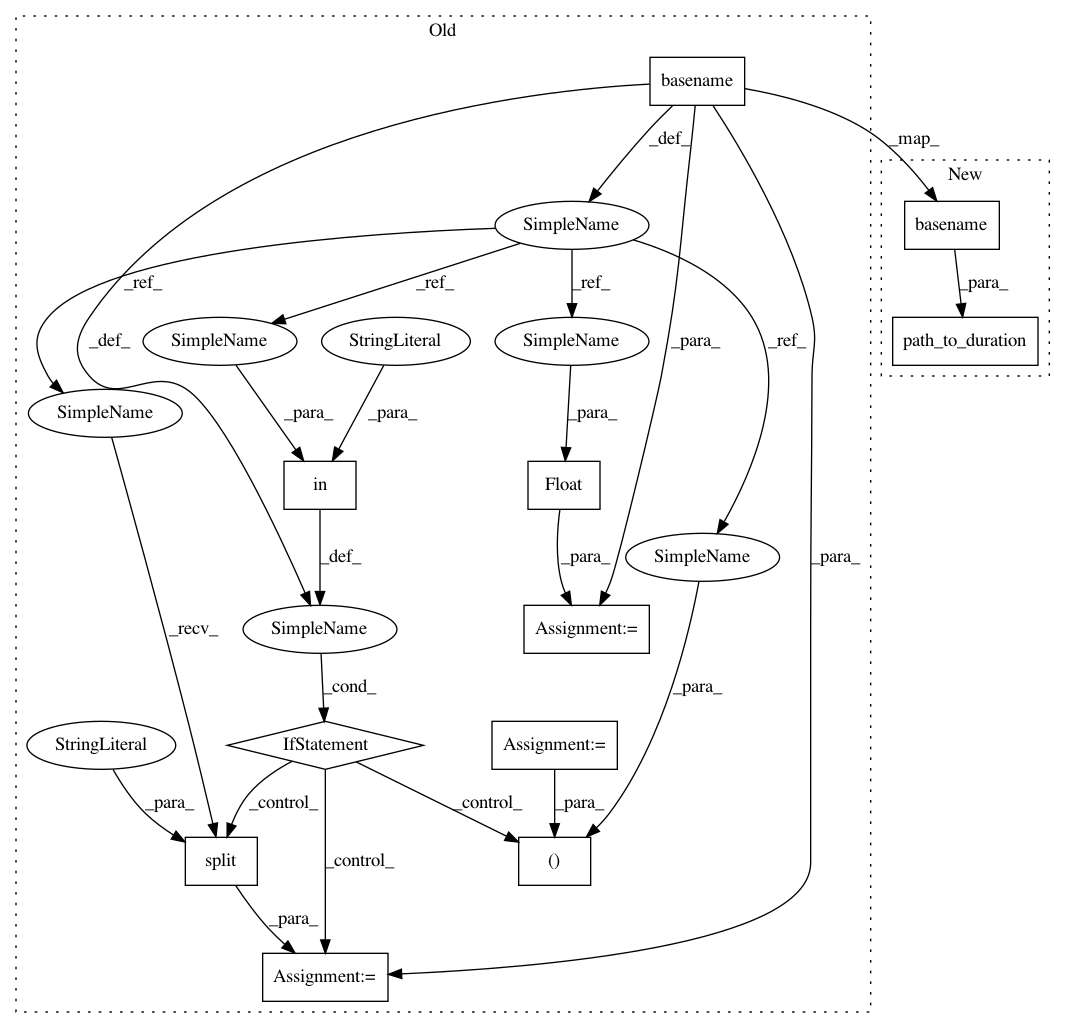 Old
basename
_def_
_map_
New
basename
SimpleName
_ref_
_ref_
_ref_
_para_
SimpleName
StringLiteral
SimpleName
_def_
_para_
_ref_
path_to_duration
SimpleName
_para_
_para_
_para_
in
Float
_def_
_para_
SimpleName
_para_
SimpleName
_recv_
Assignment:=
_cond_
_para_
StringLiteral
IfStatement
Assignment:=
_para_
_control_
_control_
_para_
split
_control_
()
_para_
Assignment:=